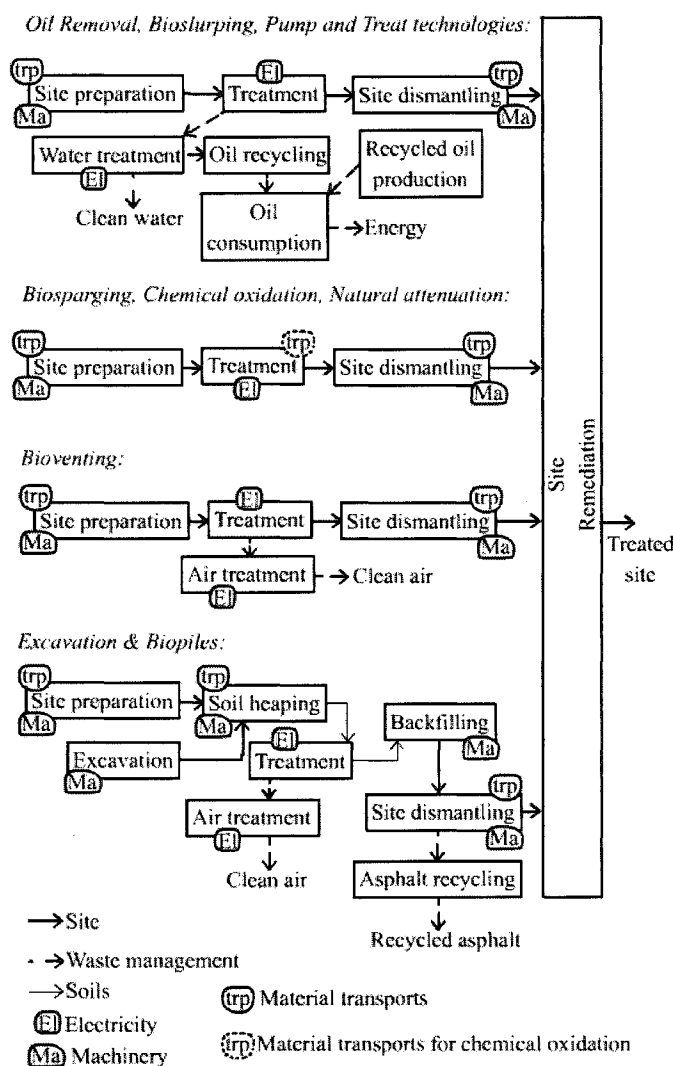 Oil Removal, Bioslurping, Pump and Treat technologies:
trp
El
trp
Site preparation
Treatment
Site dismantling
Ma
Ma
Water treatment
Oil recycling
Recycled oil
production
El
Clean water
Oil
consumption
Energy
Biosparging, Chemical oxidation, Natural attenuation:
trp
trp
trp
Site preparation
Treatment
Site dismantling
Ma
El
Ma
Bioventing:
trp
El
trp
Site preparation
Treatment
Site dismantling
Ma
Ma
Air treatment
Clean air
El
Site
Remediation
Treated
site
Excavation & Biopiles:
trp
trp
Site preparation
Soil heaping
Ma
Ma
Backfilling
Ma
Excavation
Ma
El
Treatment
trp
Air treatment
El
Site dismantling
Ma
Clean air
Asphalt recycling
Recycled asphalt
Site
Waste management
Soils
El Electricity
Ma Machinery
trp Material transports
trp Material transports for chemical oxidation